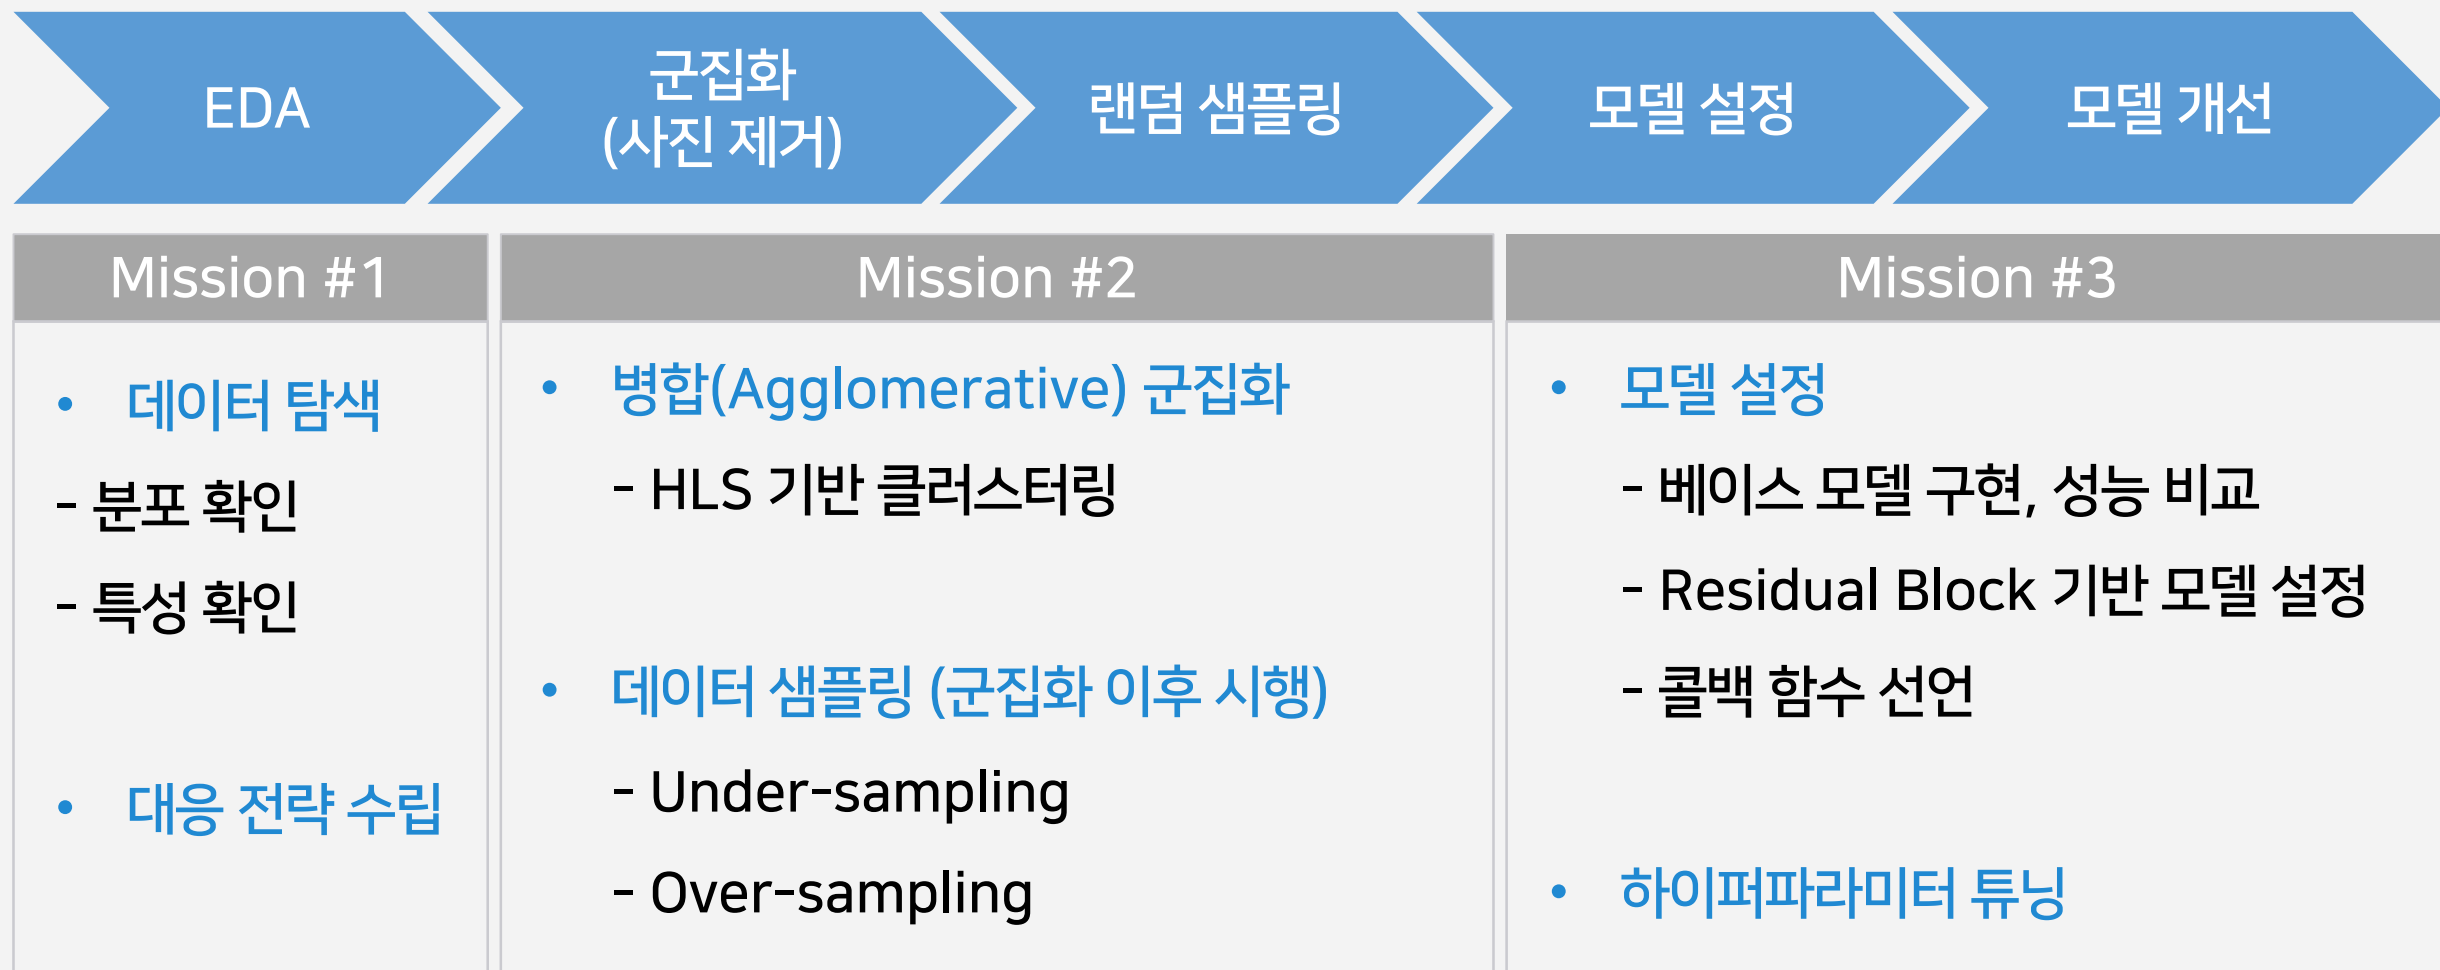 EDA
군집화
(사진 제거)
랜덤 샘플링
모델 설정
모델 개선
Mission #1
• 데이터 탐색
- 분포 확인
- 특성 확인
• 대응 전략 수립
Mission #2
• 병합(Agglomerative) 군집화
- HLS 기반 클러스터링
• 데이터 샘플링 (군집화 이후 시행)
- Under-sampling
- Over-sampling
Mission #3
• 모델 설정
- 베이스 모델 구현, 성능 비교
- Residual Block 기반 모델 설정
- 콜백 함수 선언
• 하이퍼파라미터 튜닝